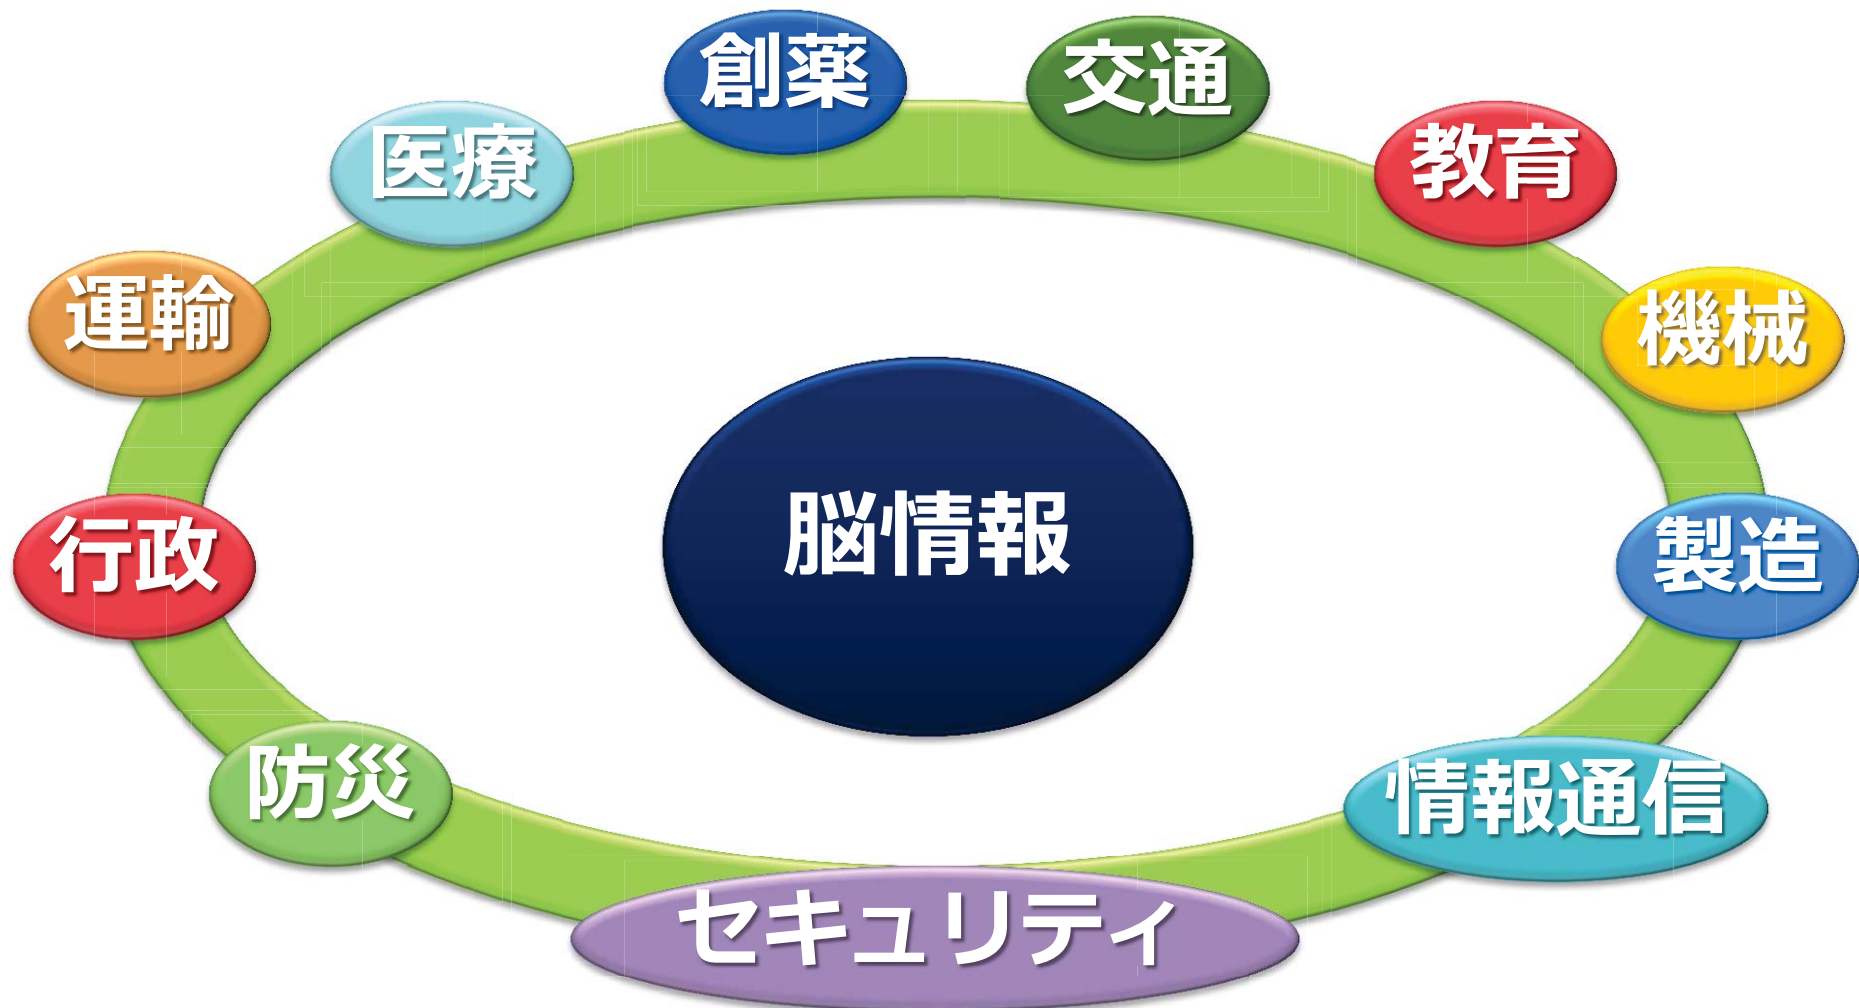 創薬
交通
医療
教育
運輸
機械
脳情報
行政
製造
防災
情報通信
セキュリティ